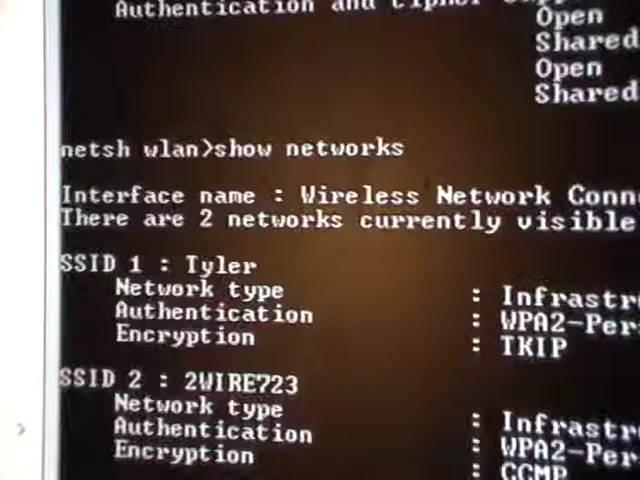 Authentication and Cipher
Open
Shared
Open
Shared
netsh wlan>show networks
Interface name : Wireless Network Conn
There are 2 networks currently visible
SSID 1 : Tyler
Network type : Infrastr
Authentication : WPA2-Per
Encryption : TKIP
SSID 2 : 2WIRE723
Network type : Infrastr
Authentication : WPA2-Per
Encryption : CCMP